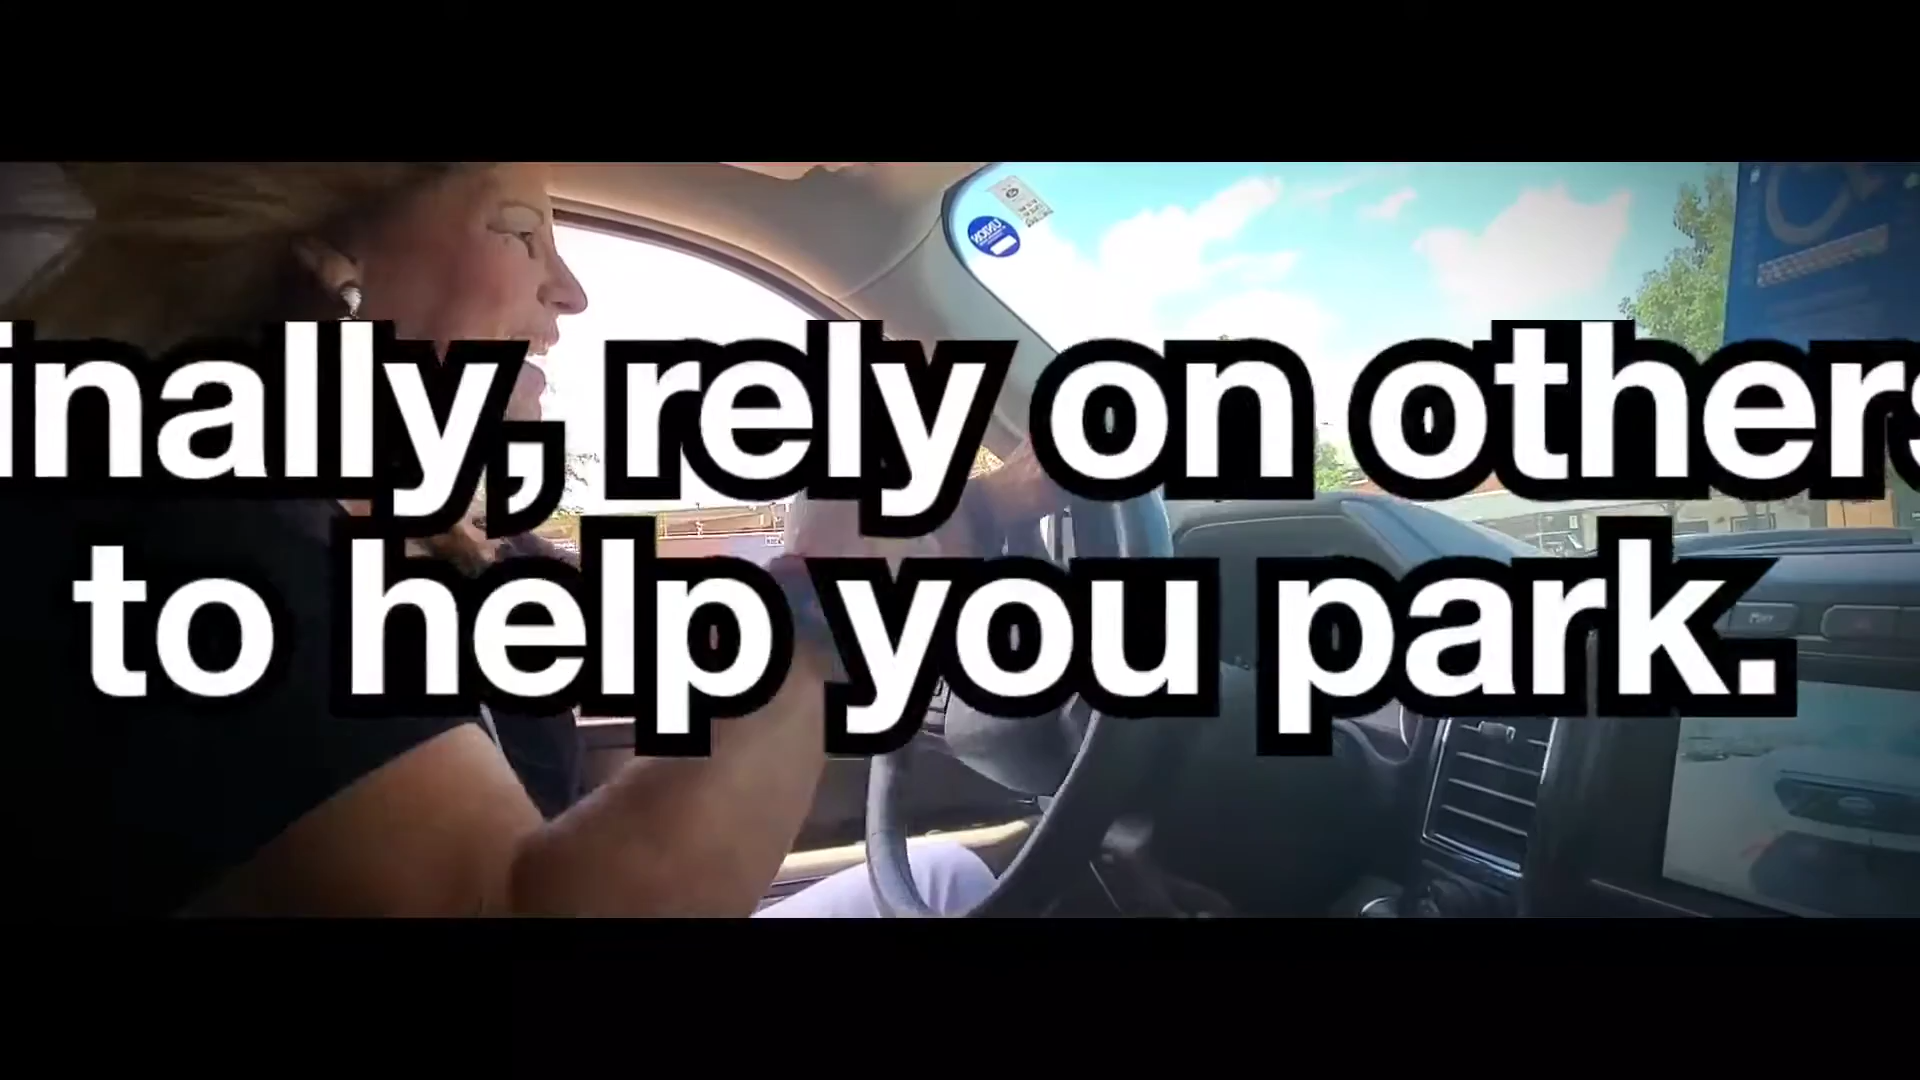 inally, rely on others
to help you park.